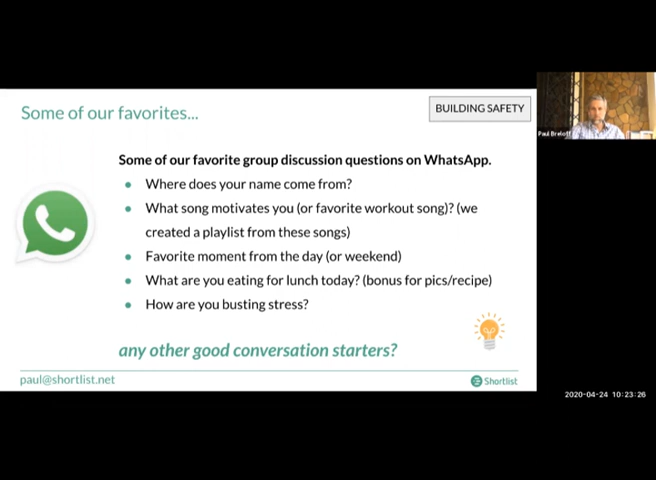 Some of our favorites...
BUILDING SAFETY
Some of our favorite group discussion questions on WhatsApp.
• Where does your name come from?
• What song motivates you (or favorite workout song)? (we
created a playlist from these songs)
• Favorite moment from the day (or weekend)
• What are you eating for lunch today? (bonus for pics/recipe)
• How are you busting stress?
any other good conversation starters?
paul@shortlist.net
Shortlist
Paul Breloff
2020-04-24 10:23:26